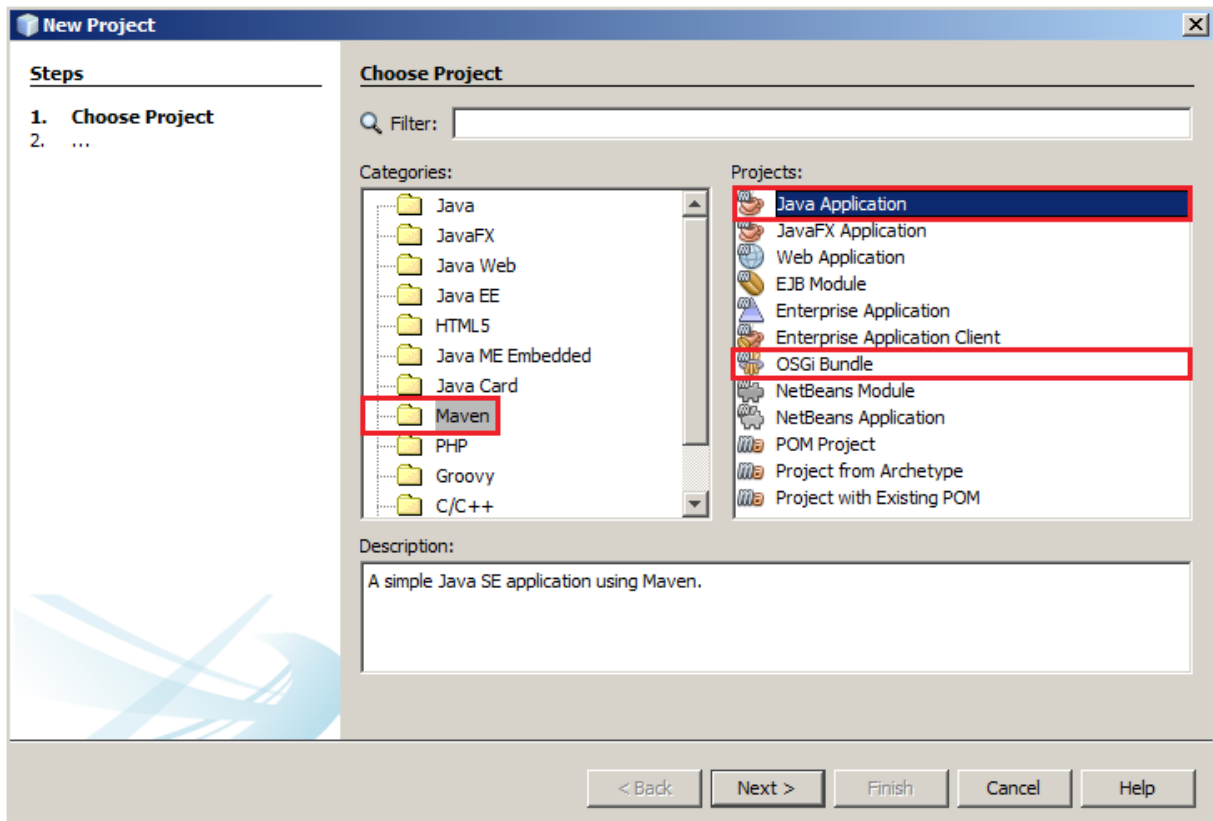 New Project
Steps
1. Choose Project
2. ...
Choose Project
Filter:
Categories:
Java
JavaFX
Java Web
Java EE
HTML5
Java ME Embedded
Java Card
Maven
PHP
Groovy
C/C++
Projects:
Java Application
JavaFX Application
Web Application
EJB Module
Enterprise Application
Enterprise Application Client
OSGi Bundle
NetBeans Module
NetBeans Application
POM Project
Project from Archetype
Project with Existing POM
Description:
A simple Java SE application using Maven.
< Back Next > Finish Cancel Help